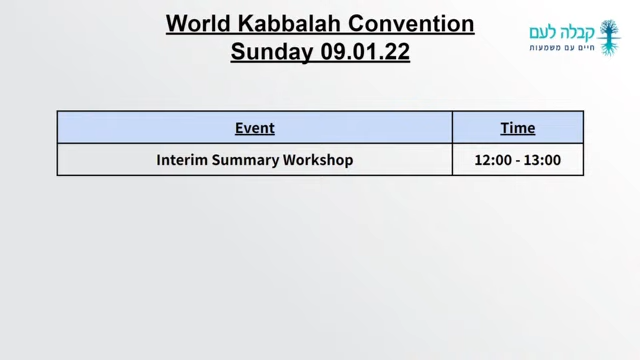 World Kabbalah Convention
Sunday 09.01.22
קבלה לעם
חיים עם משמעות
Event Time
Interim Summary Workshop 12:00 - 13:00